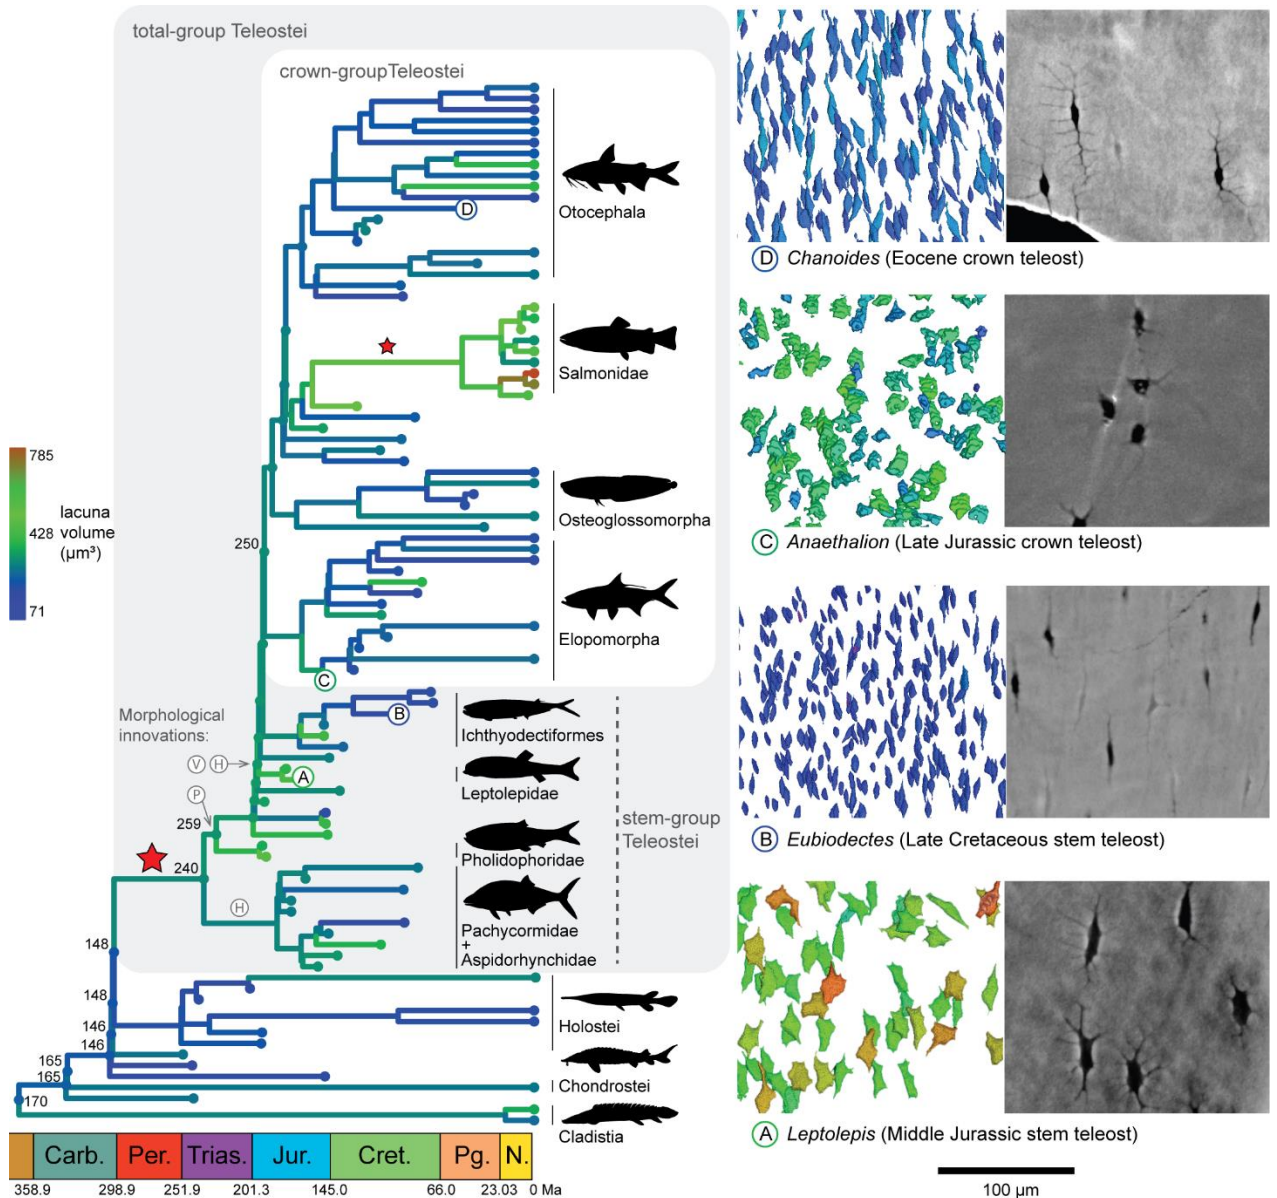 total-group Teleostei
crown-groupTeleostei
Otocephala
D
Salmonidae
785
lacuna
volume
428
(µm³)
71
Osteoglossomorpha
250
Elopomorpha
C
B
Ichthyodectiformes
Morphological
innovations:
V H
A
Leptolepidae
P
259
stem-group
Teleostei
Pholidophoridae
240
H
Pachycormidae
+
Aspidorhynchidae
148
148
Holostei
146
146
165
165
Chondrostei
170
Cladistia
Carb. Per. Trias. Jur. Cret. Pg. N.
358.9 298.9 251.9 201.3 145.0 66.0 23.03 0 Ma
D Chanoides (Eocene crown teleost)
C Anaethalion (Late Jurassic crown teleost)
B Eubiodectes (Late Cretaceous stem teleost)
A Leptolepis (Middle Jurassic stem teleost)
100 µm